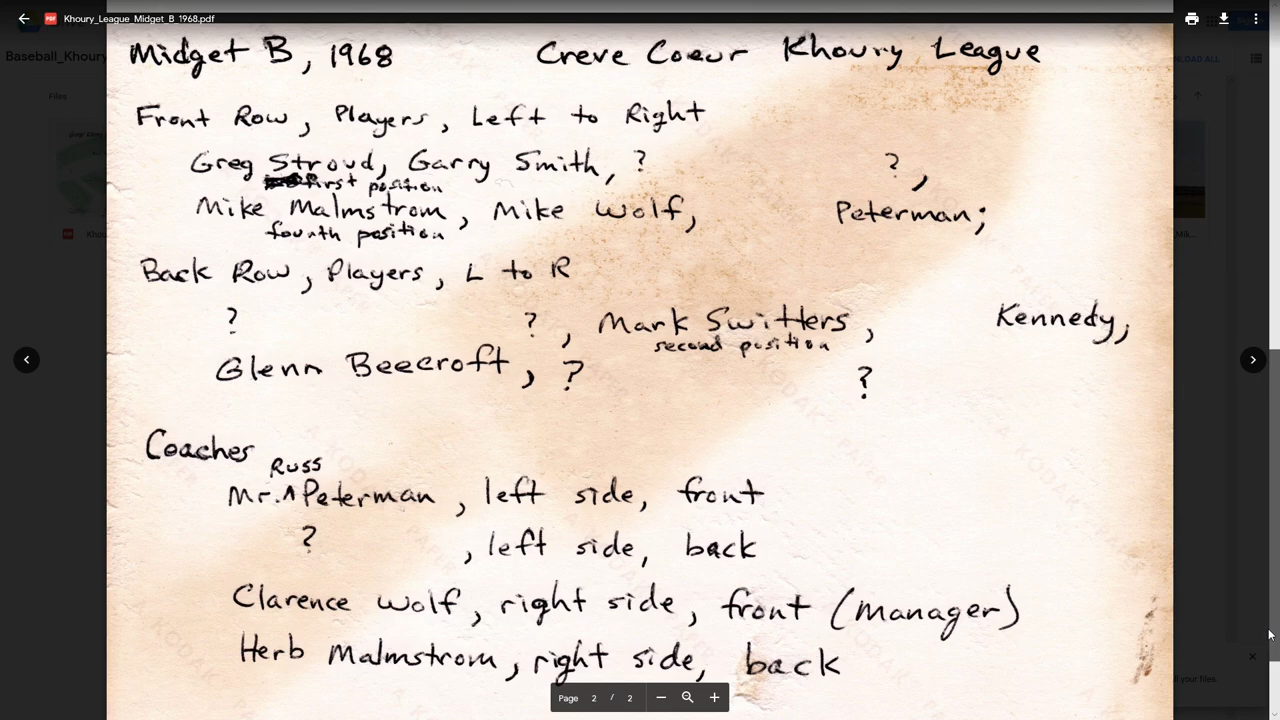 Khoury_League_Midget_B_1968.pdf
Baseball_Khoury
Files
Midget B, 1968 Creve Coeur Khoury League
Front Row, Players, Left to Right
Greg Stroud, Garry Smith, ? ?,
first position
Mike Malmstrom, Mike Wolf, Peterman;
fourth position
Back Row, Players, L to R
? ?, Mark Switters, Kennedy,
second position
Glenn Beecroft, ? ?
Coaches
Russ
Mr. ^ Peterman, left side, front
? , left side, back
Clarence Wolf, right side, front (manager)
Herb Malmstrom, right side, back
Page 2 / 2